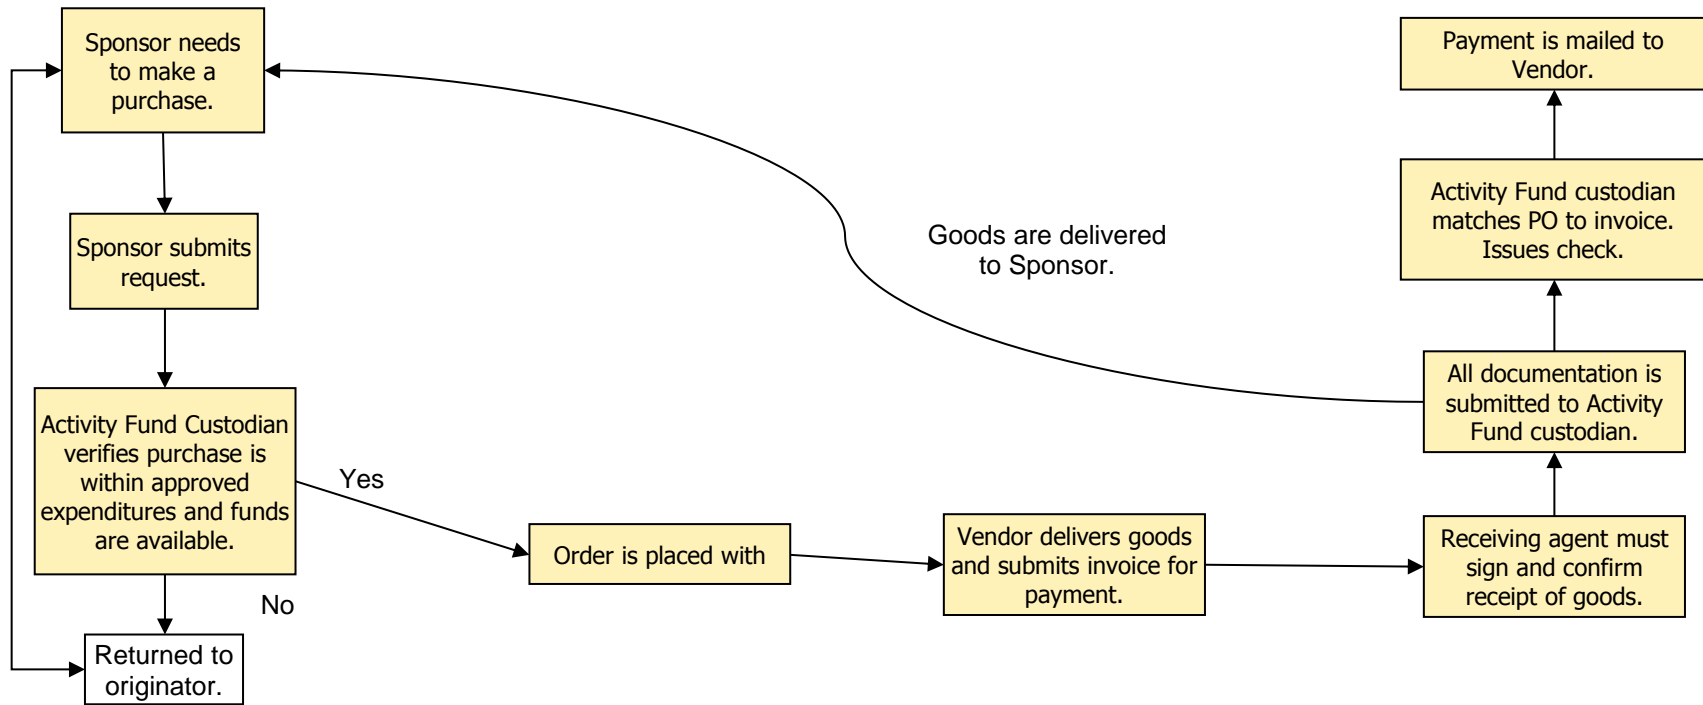 Sponsor needs
to make a
purchase.
Sponsor submits
request.
Activity Fund Custodian
verifies purchase is
within approved
expenditures and funds
are available.
Yes
No
Returned to
originator.
Order is placed with
Vendor delivers goods
and submits invoice for
payment.
Receiving agent must
sign and confirm
receipt of goods.
All documentation is
submitted to Activity
Fund custodian.
Goods are delivered
to Sponsor.
Activity Fund custodian
matches PO to invoice.
Issues check.
Payment is mailed to
Vendor.